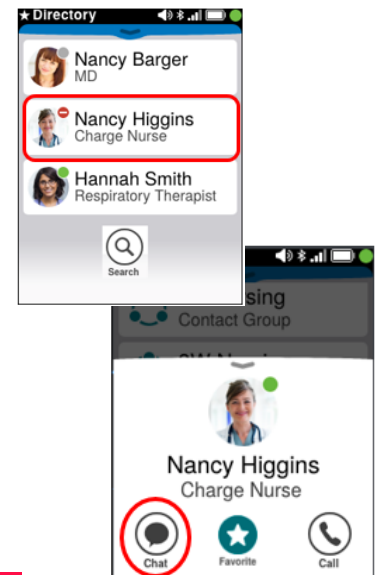 ★ Directory
Nancy Barger
MD
Nancy Higgins
Charge Nurse
Hannah Smith
Respiratory Therapist
Search
Contact Group
Nancy Higgins
Charge Nurse
Chat
Favorite
Call